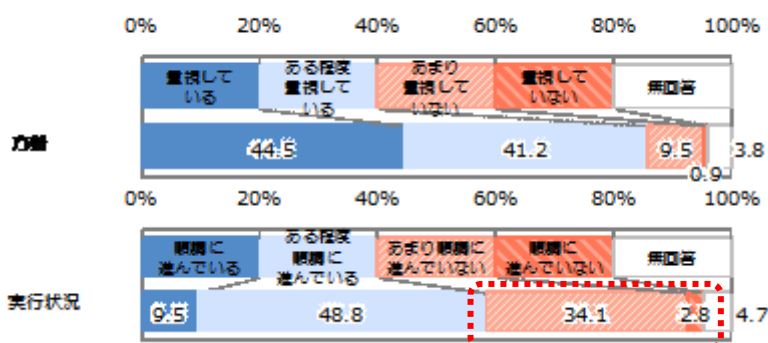 0% 20% 40% 60% 80% 100%
重視して
いる
ある程度
重視して
いる
あまり
重視して
いない
重視して
いない
無回答
方針
44.5 41.2 9.5 0.9 3.8
0% 20% 40% 60% 80% 100%
順調に
進んでいる
ある程度
順調に
進んでいる
あまり順調に
進んでいない
順調に
進んでいない
無回答
実行状況
9.5 48.8 34.1 2.8 4.7